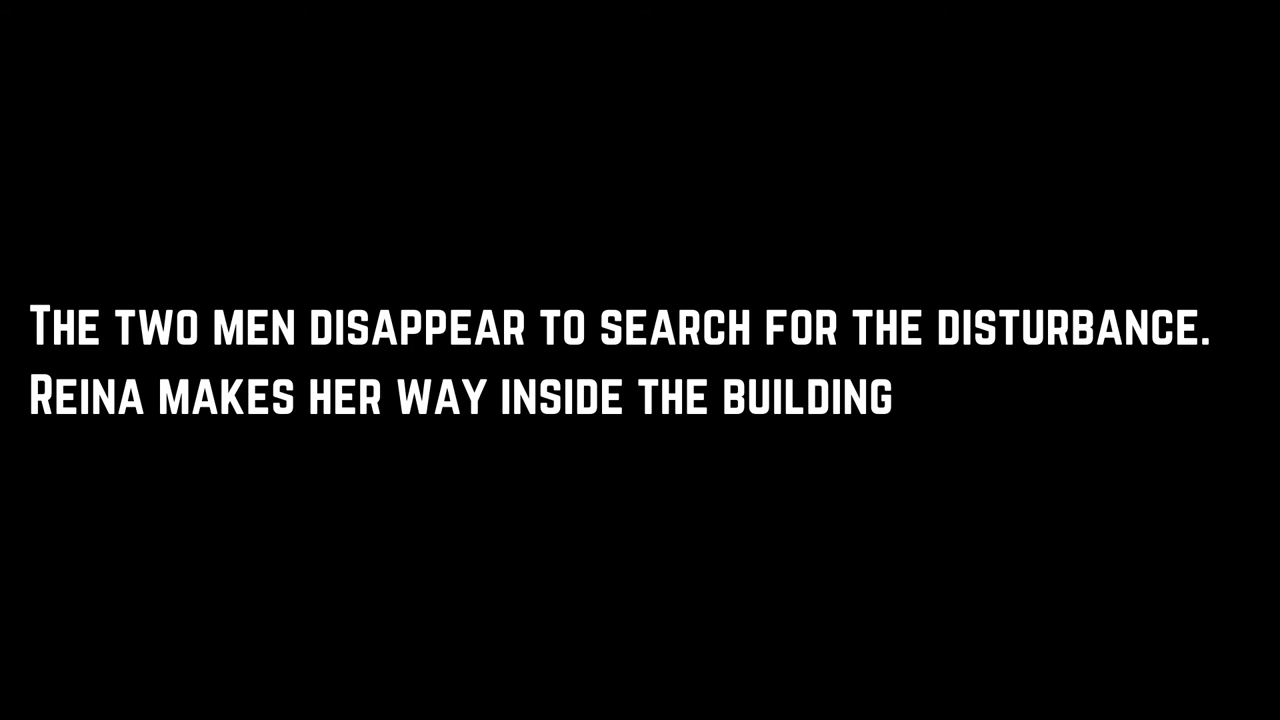 The two men disappear to search for the disturbance.
Reina makes her way inside the building